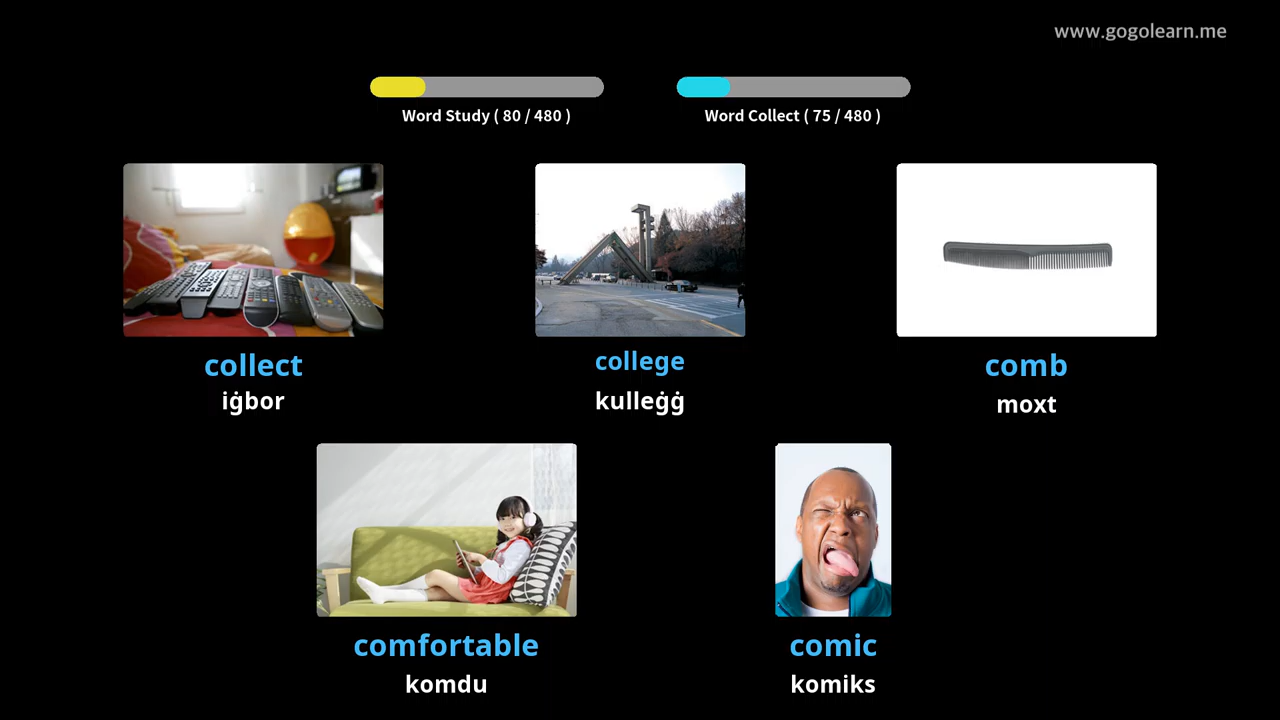 www.gogolearn.me
Word Study ( 80 / 480 )
Word Collect ( 75 / 480 )
collect
iġbor
college
kulleġġ
comb
moxt
comfortable
komdu
comic
komiks